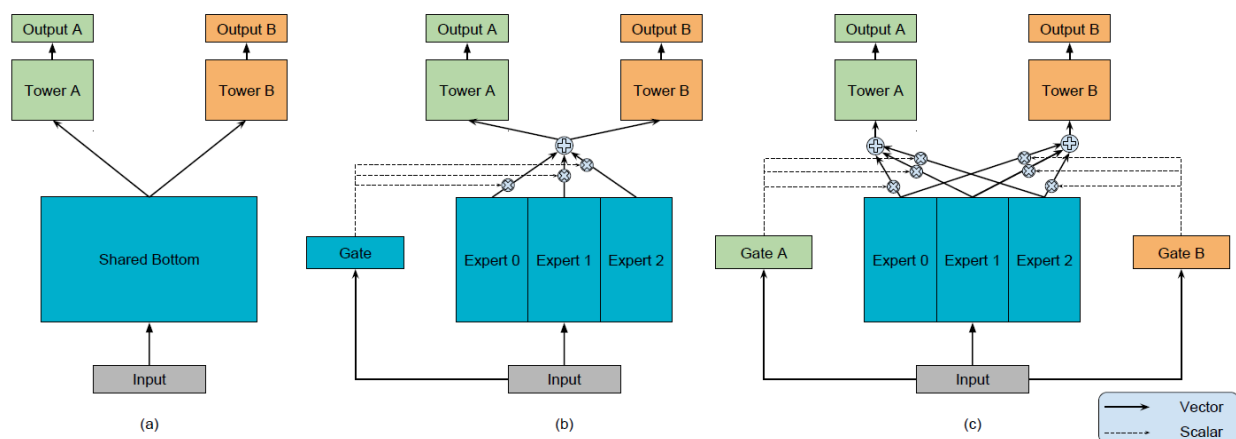 Output A
Output B
Tower A
Tower B
Shared Bottom
Input
(a)
Output A
Output B
Tower A
Tower B
Gate
Expert 0
Expert 1
Expert 2
Input
(b)
Output A
Output B
Tower A
Tower B
Gate A
Expert 0
Expert 1
Expert 2
Gate B
Input
(c)
Vector
Scalar